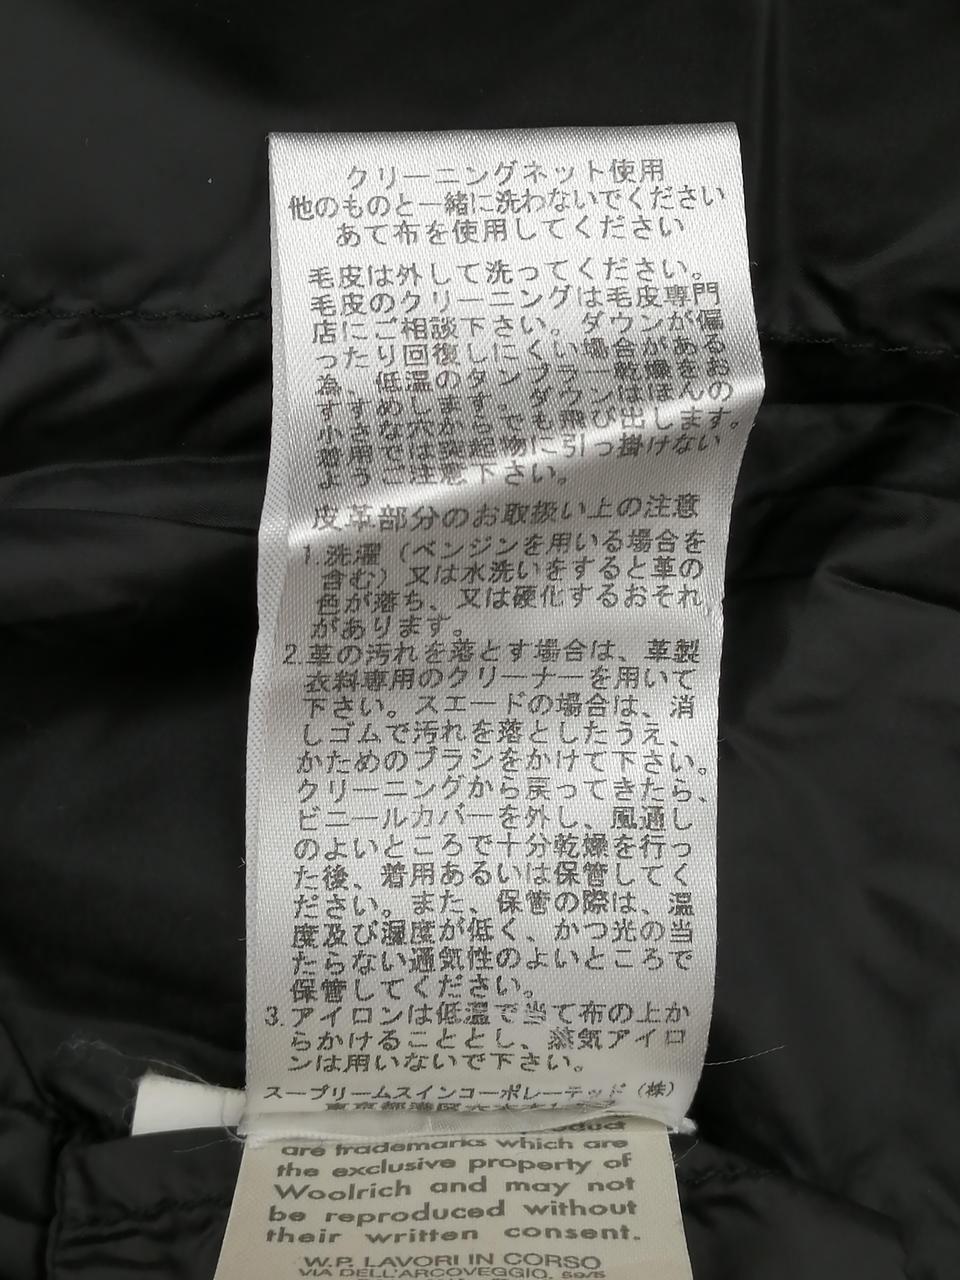 クリーニングネット使用
他のものと一緒に洗わないでください
あて布を使用してください
毛皮は外して洗ってください。
毛皮のクリーニングは毛皮専門
店にご相談下さい。ダウンが偏
ったり回復しにくい場合がある
為、低温のタンブラー乾燥をお
すすめします。ダウンはほんの
小さな穴からでも飛び出します。
着用では突起物に引っ掛けない
ようご注意下さい。
皮革部分のお取扱い上の注意
1.洗濯(ベンジンを用いる場合を
含む)又は水洗いをすると革の
色が落ち、又は硬化するおそれ
があります。
2.革の汚れを落とす場合は、革製
衣料専用のクリーナーを用いて
下さい。スエードの場合は、消
しゴムで汚れを落としたうえ、
かためのブラシをかけて下さい。
クリーニングから戻ってきたら、
ビニールカバーを外し、風通し
のよいところで十分乾燥を行っ
た後、着用あるいは保管してく
ださい。また、保管の際は、温
度及び湿度が低く、かつ光の当
たらない通気性のよいところで
保管してください。
3.アイロンは低温で当て布の上か
らかけることとし、蒸気アイロ
ンは用いないで下さい。
スープリームスインコーポレーテッド(株)
東京都港区
product
are trademarks which are
the exclusive property of
Woolrich and may not
be reproduced without
their written consent.
W.P. LAVORI IN CORSO
VIA DELL'ARCOVEGGIO, 59/5